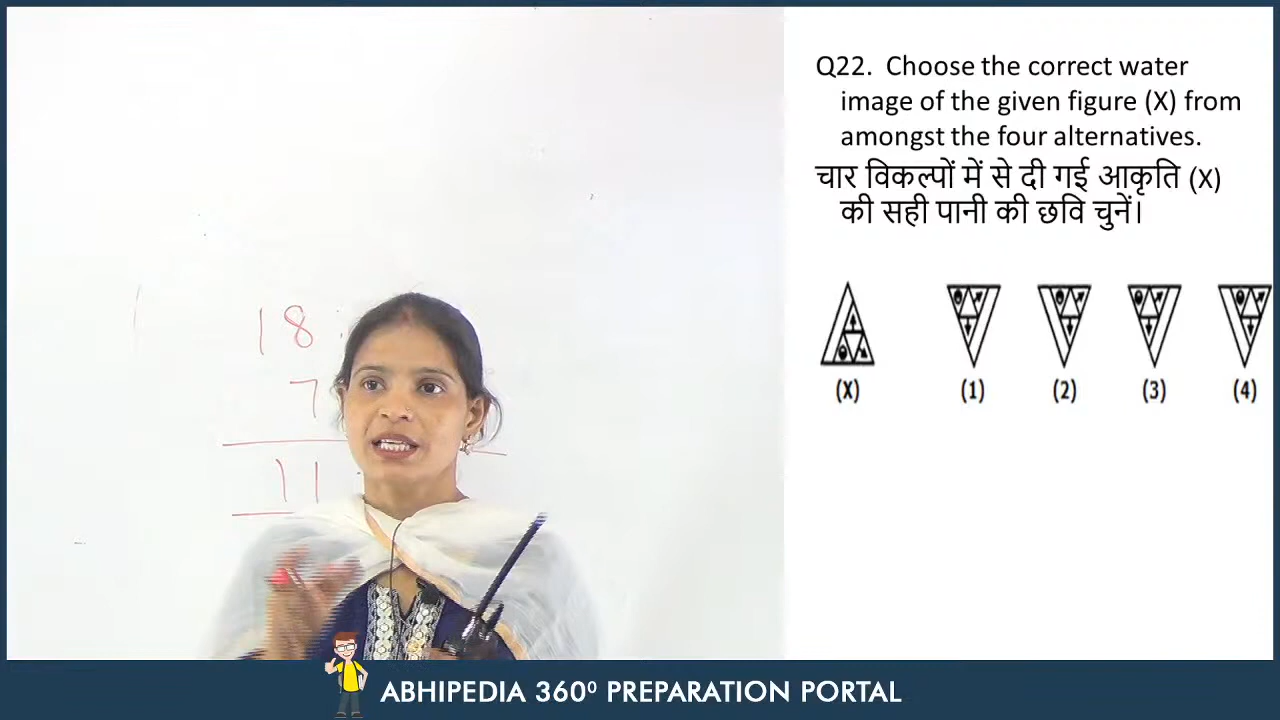 Q22. Choose the correct water
image of the given figure (X) from
amongst the four alternatives.
चार विकल्पों में से दी गई आकृति (X)
की सही पानी की छवि चुनें।
(X) (1) (2) (3) (4)
18
7
11
ABHIPEDIA 360⁰ PREPARATION PORTAL